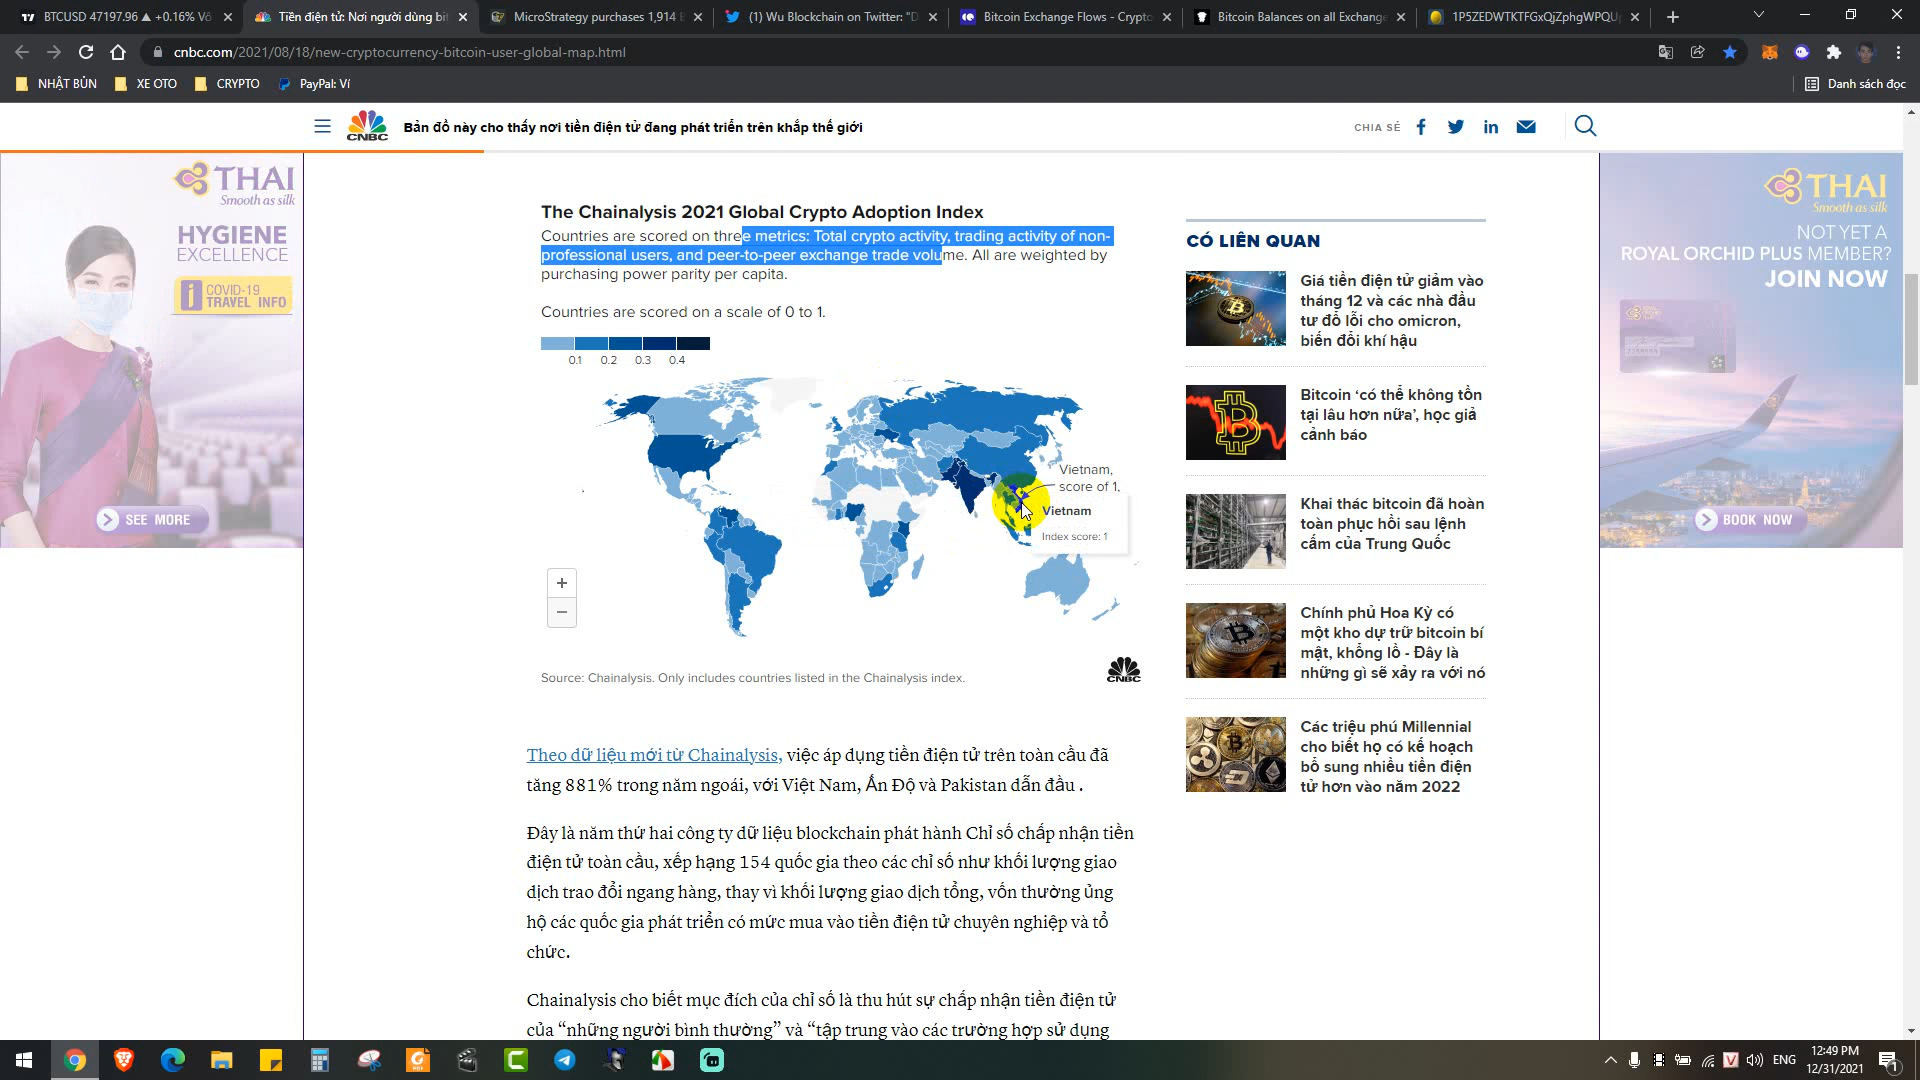 BTCUSD 47197.96 ▲ +0.16% Vô
Tiền điện tử: Nơi người dùng bit
MicroStrategy purchases 1,914 B
(1) Wu Blockchain on Twitter: "D
Bitcoin Exchange Flows - Crypto
Bitcoin Balances on all Exchange
1P5ZEDWTKTFGxQjZphgWPQU
cnbc.com/2021/08/18/new-cryptocurrency-bitcoin-user-global-map.html
NHẬT BỦN
XE OTO
CRYPTO
PayPal: Ví
Danh sách đọc
CNBC
Bản đồ này cho thấy nơi tiền điện tử đang phát triển trên khắp thế giới
CHIA SẺ
THAI
Smooth as silk
HYGIENE
EXCELLENCE
COVID-19
TRAVEL INFO
SEE MORE
The Chainalysis 2021 Global Crypto Adoption Index
Countries are scored on three metrics: Total crypto activity, trading activity of non-
professional users, and peer-to-peer exchange trade volume. All are weighted by
purchasing power parity per capita.
Countries are scored on a scale of 0 to 1.
0.1 0.2 0.3 0.4
Vietnam,
score of 1.
Vietnam
Index score: 1
+
−
Source: Chainalysis. Only includes countries listed in the Chainalysis index.
CNBC
Theo dữ liệu mới từ Chainalysis, việc áp dụng tiền điện tử trên toàn cầu đã
tăng 881% trong năm ngoái, với Việt Nam, Ấn Độ và Pakistan dẫn đầu .
Đây là năm thứ hai công ty dữ liệu blockchain phát hành Chỉ số chấp nhận tiền
điện tử toàn cầu, xếp hạng 154 quốc gia theo các chỉ số như khối lượng giao
dịch trao đổi ngang hàng, thay vì khối lượng giao dịch tổng, vốn thường ủng
hộ các quốc gia phát triển có mức mua vào tiền điện tử chuyên nghiệp và tổ
chức.
Chainalysis cho biết mục đích của chỉ số là thu hút sự chấp nhận tiền điện tử
của “những người bình thường” và “tập trung vào các trường hợp sử dụng
CÓ LIÊN QUAN
Giá tiền điện tử giảm vào
tháng 12 và các nhà đầu
tư đổ lỗi cho omicron,
biến đổi khí hậu
Bitcoin ‘có thể không tồn
tại lâu hơn nữa’, học giả
cảnh báo
Khai thác bitcoin đã hoàn
toàn phục hồi sau lệnh
cấm của Trung Quốc
Chính phủ Hoa Kỳ có
một kho dự trữ bitcoin bí
mật, khổng lồ - Đây là
những gì sẽ xảy ra với nó
Các triệu phú Millennial
cho biết họ có kế hoạch
bổ sung nhiều tiền điện
tử hơn vào năm 2022
THAI
Smooth as silk
NOT YET A
ROYAL ORCHID PLUS MEMBER?
JOIN NOW
BOOK NOW
ENG
12:49 PM
12/31/2021
1